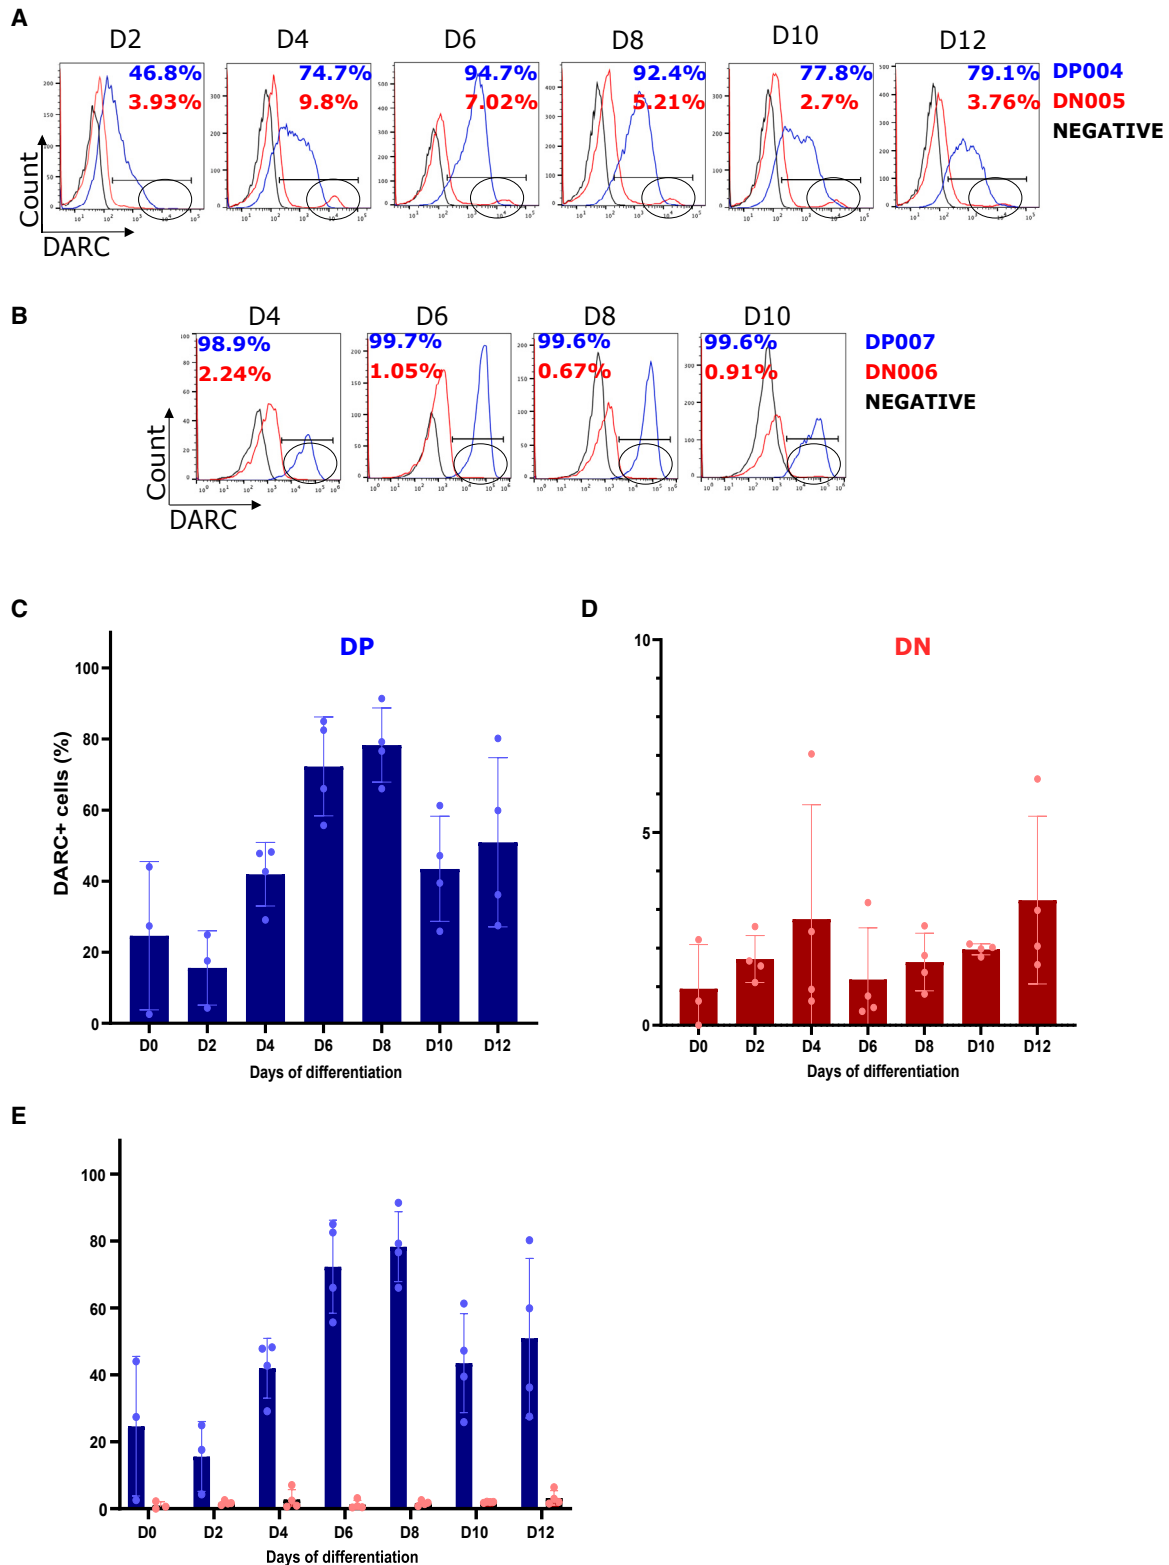 A
D2 D4 D6 D8 D10 D12
46.8% 74.7% 94.7% 92.4% 77.8% 79.1% DP004
3.93% 9.8% 7.02% 5.21% 2.7% 3.76% DN005
NEGATIVE
Count
DARC
B
D4 D6 D8 D10
98.9% 99.7% 99.6% 99.6% DP007
2.24% 1.05% 0.67% 0.91% DN006
NEGATIVE
Count
DARC
C
DP
DARC+ cells (%)
100
80
60
40
20
0
D0 D2 D4 D6 D8 D10 D12
Days of differentiation
D
DN
10
5
0
D0 D2 D4 D6 D8 D10 D12
Days of differentiation
E
100
80
60
40
20
0
D0 D2 D4 D6 D8 D10 D12
Days of differentiation